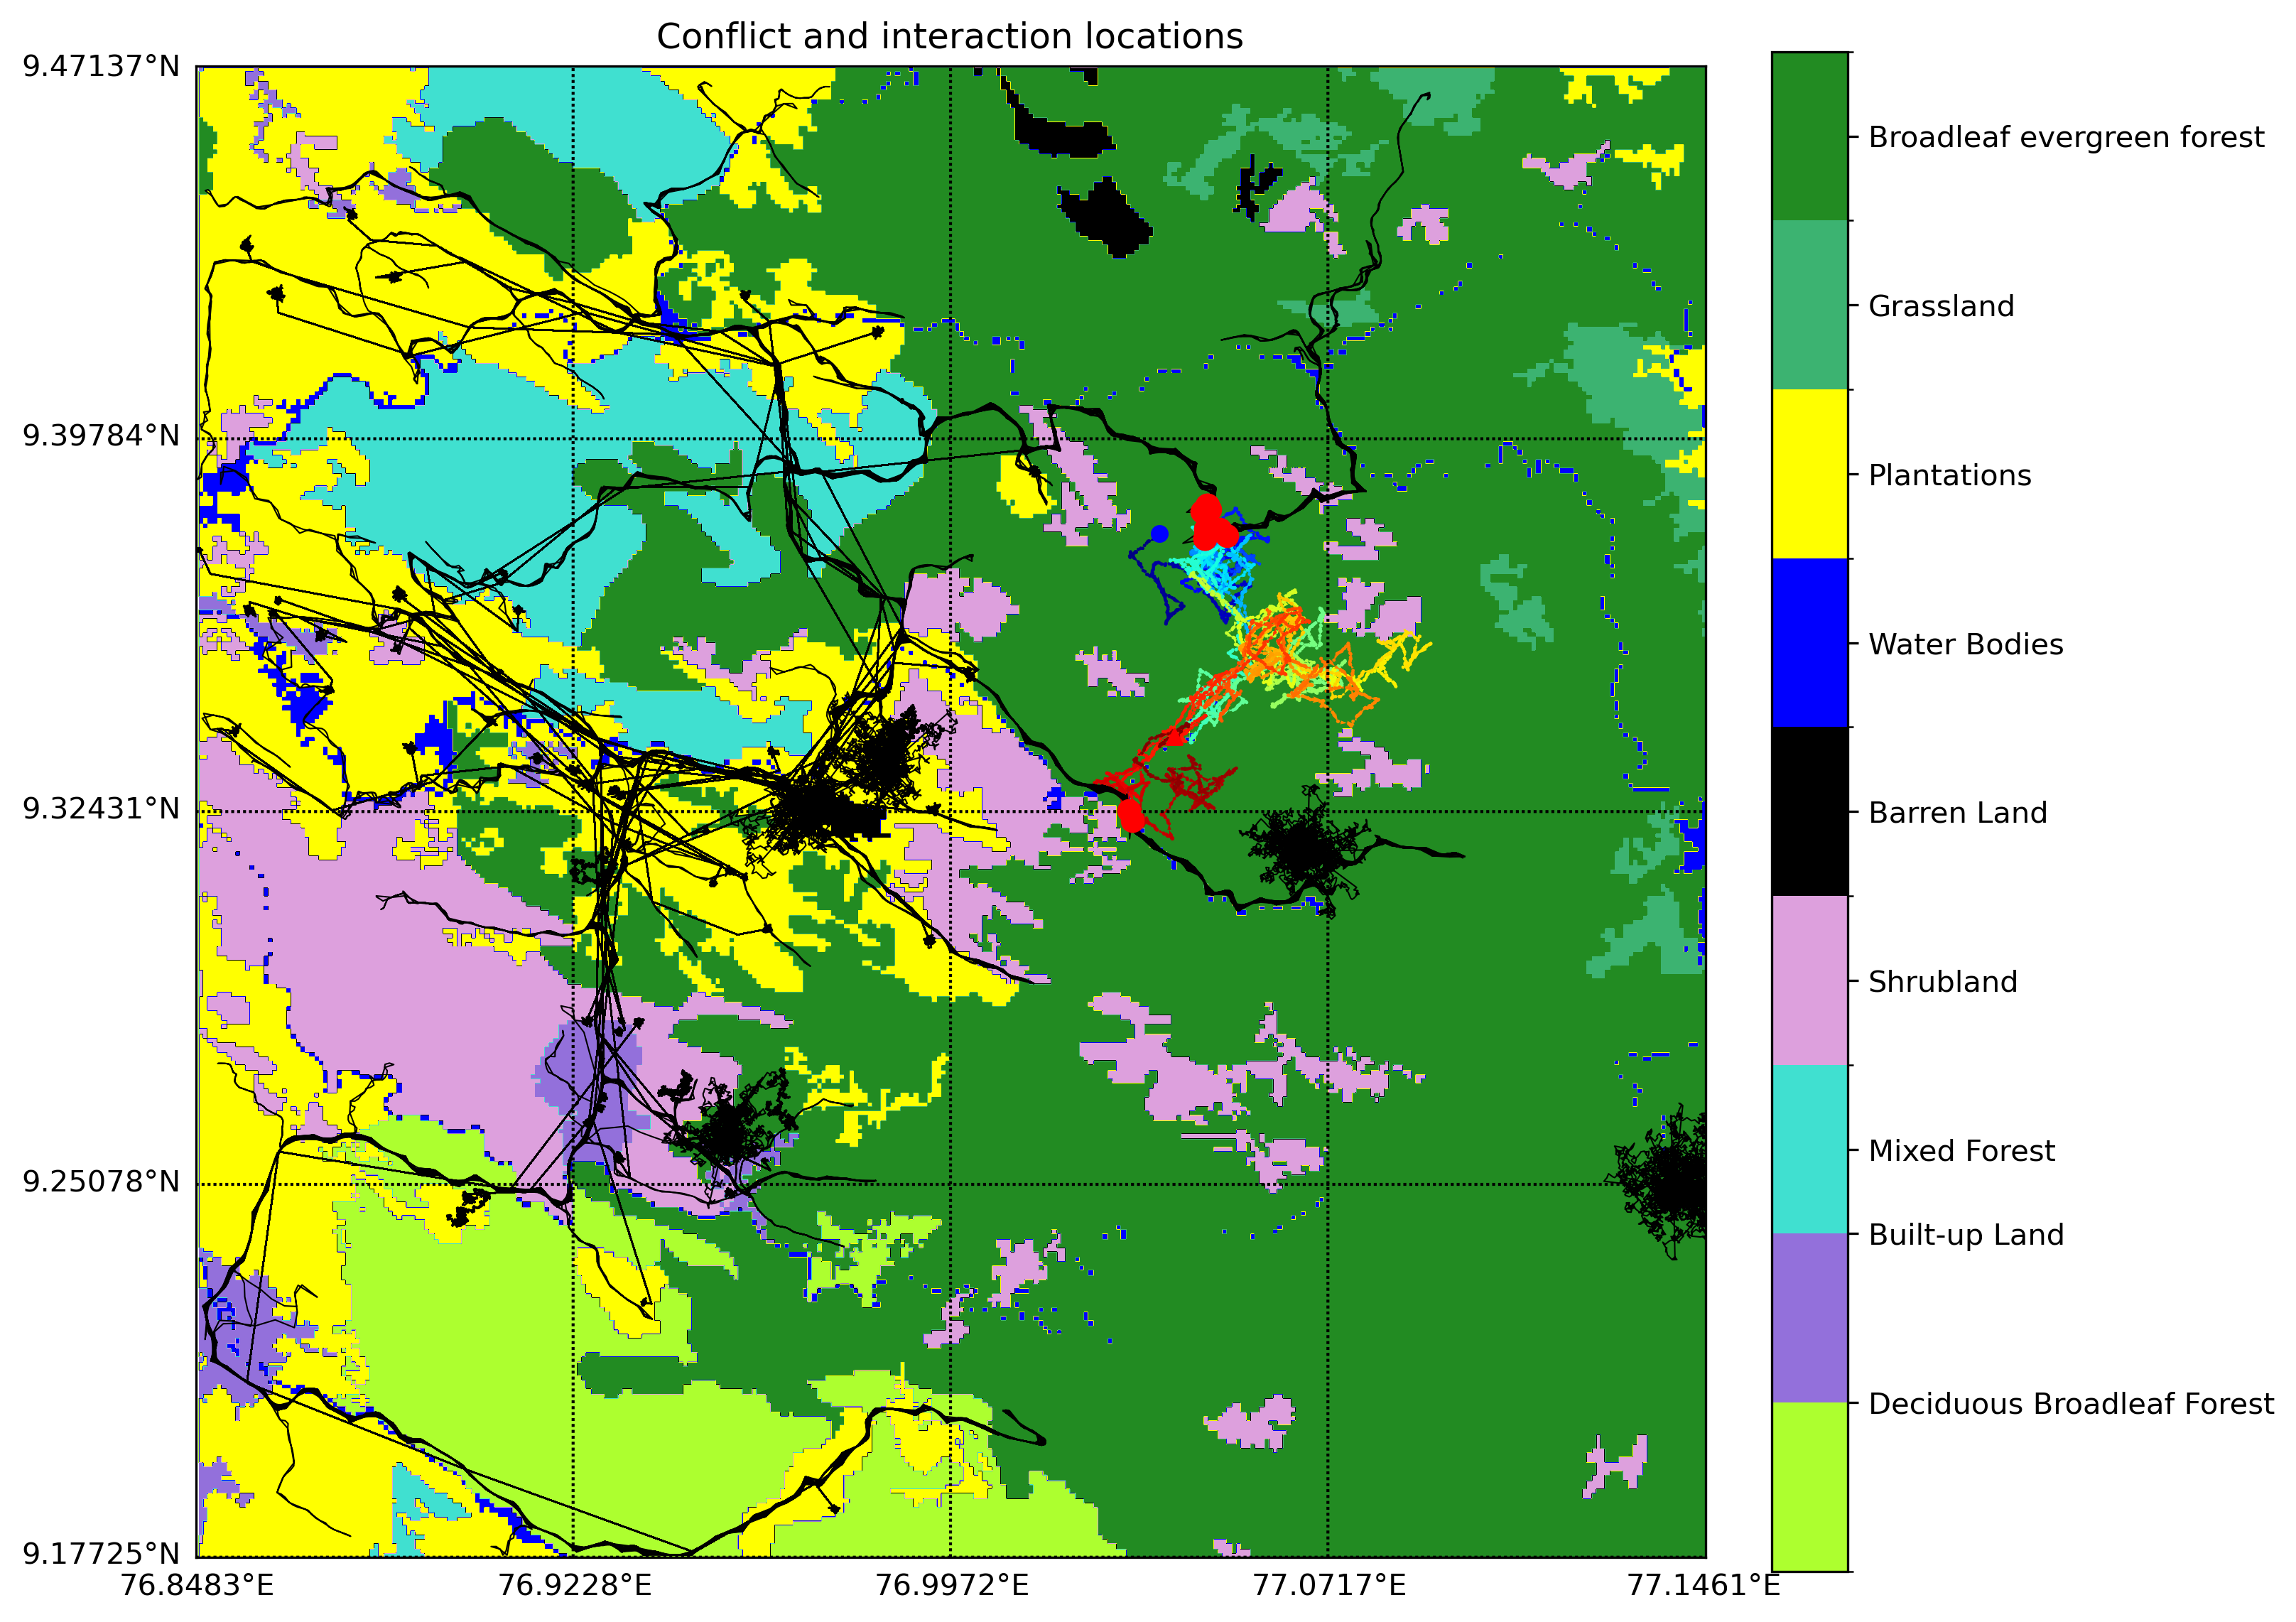 Conflict and interaction locations
9.47137°N
9.39784°N
9.32431°N
9.25078°N
9.17725°N
76.8483°E
76.9228°E
76.9972°E
77.0717°E
77.1461°E
Broadleaf evergreen forest
Grassland
Plantations
Water Bodies
Barren Land
Shrubland
Mixed Forest
Built-up Land
Deciduous Broadleaf Forest